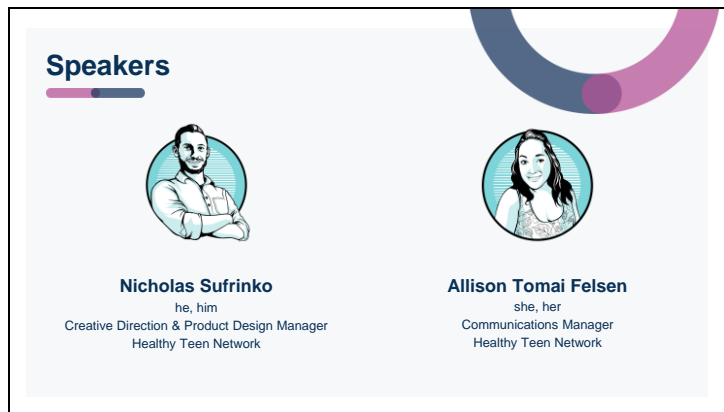 Speakers
Nicholas Sufrinko
he, him
Creative Direction & Product Design Manager
Healthy Teen Network
Allison Tomai Felsen
she, her
Communications Manager
Healthy Teen Network